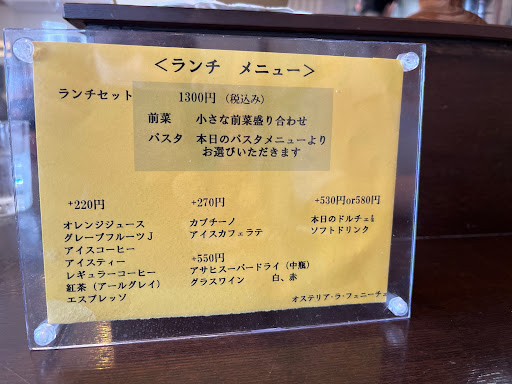 ＜ランチ　メニュー＞
ランチセット　1300円（税込み）
前菜　小さな前菜盛り合わせ
パスタ　本日のパスタメニューより
お選びいただきます
+220円
オレンジジュース
グレープフルーツJ
アイスコーヒー
アイスティー
レギュラーコーヒー
紅茶（アールグレイ）
エスプレッソ
+270円
カプチーノ
アイスカフェラテ
+550円
アサヒスーパードライ（中瓶）
グラスワイン　白、赤
+530円or580円
本日のドルチェ&
ソフトドリンク
オステリア・ラ・フェニーチェ